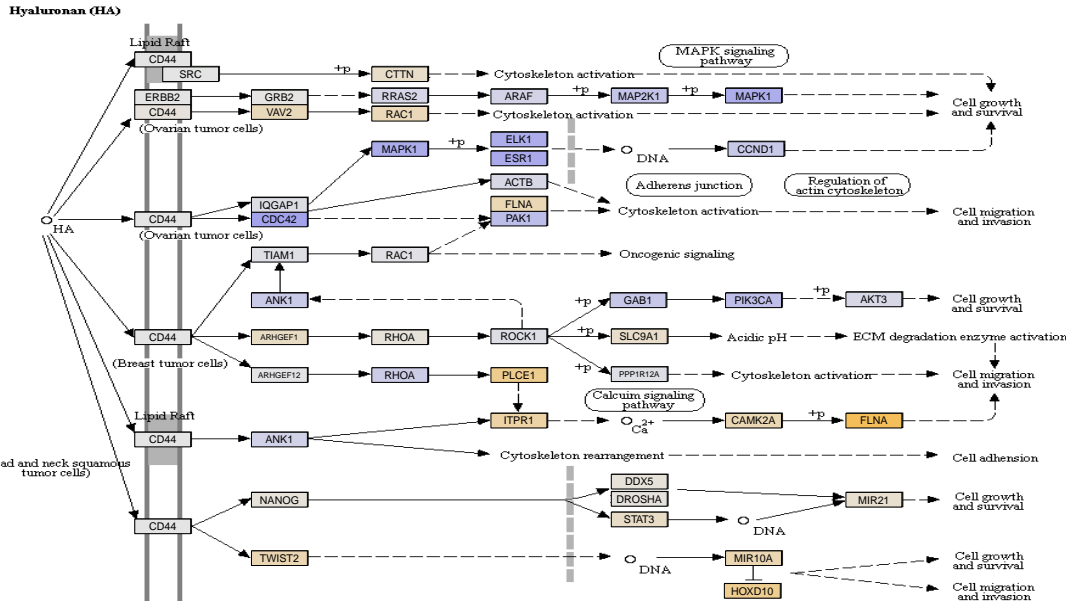 Hyaluronan (HA)
Lipid Raft
CD44
SRC
+p
CTTN
Cytoskeleton activation
MAPK signaling
pathway
ERBB2
GRB2
RRAS2
ARAF
+p
MAP2K1
+p
MAPK1
Cell growth
and survival
CD44
VAV2
RAC1
Cytoskeleton activation
(Ovarian tumor cells)
MAPK1
+p
ELK1
ESR1
DNA
CCND1
ACTB
Adherens junction
Regulation of
actin cytoskeleton
HA
CD44
IQGAP1
CDC42
FLNA
PAK1
Cytoskeleton activation
Cell migration
and invasion
(Ovarian tumor cells)
TIAM1
RAC1
Oncogenic signaling
ANK1
+p
GAB1
PIK3CA
+p
AKT3
Cell growth
and survival
CD44
ARHGEF1
RHOA
ROCK1
+p
SLC9A1
Acidic pH
ECM degradation enzyme activation
(Breast tumor cells)
ARHGEF12
RHOA
PLCE1
+p
PPP1R12A
Cytoskeleton activation
Cell migration
and invasion
Calcuim signaling
pathway
Lipid Raft
ITPR1
Ca2+
CAMK2A
+p
FLNA
CD44
ANK1
Cytoskeleton rearrangement
Cell adhesion
ad and neck squamous
tumor cells)
NANOG
DDX5
DROSHA
STAT3
DNA
MIR21
Cell growth
and survival
CD44
TWIST2
DNA
MIR10A
HOXD10
Cell growth
and survival
Cell migration
and invasion